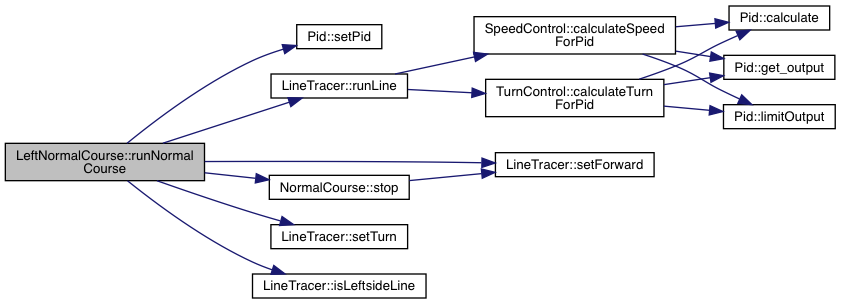 LeftNormalCourse::runNormal
Course
Pid::setPid
LineTracer::runLine
SpeedControl::calculateSpeed
ForPid
TurnControl::calculateTurn
ForPid
Pid::calculate
Pid::get_output
Pid::limitOutput
LineTracer::setForward
NormalCourse::stop
LineTracer::setTurn
LineTracer::isLeftsideLine